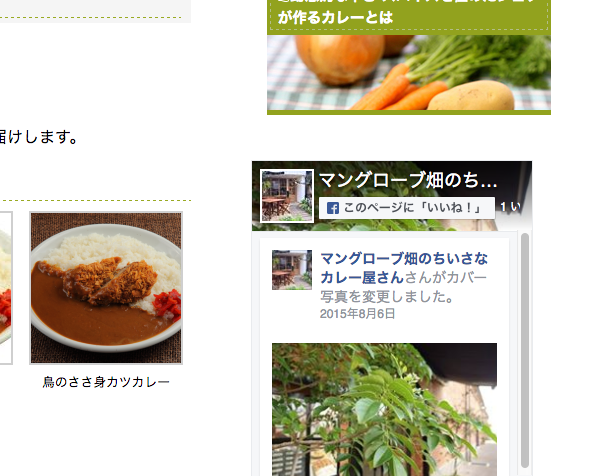 が作るカレーとは
届けします。
マングローブ畑のち...
このページに「いいね！」
1 い
マングローブ畑のちいさな
カレー屋さんさんがカバー
写真を変更しました。
2015年8月6日
鳥のささ身カツカレー